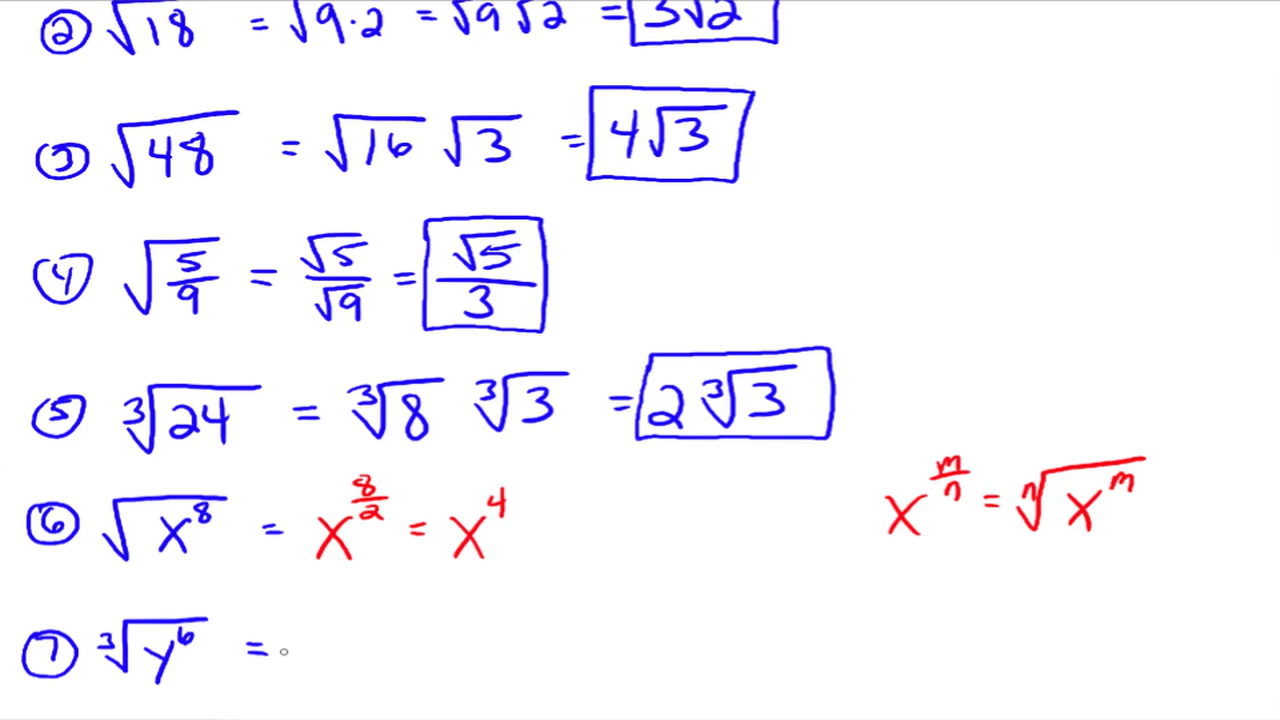 ② √18 = √9·2 = √9 √2 = 3√2
③ √48 = √16 √3 = 4√3
④ √(5/9) = √5/√9 = √5/3
⑤ ∛24 = ∛8 ∛3 = 2∛3
⑥ √x⁸ = x^(8/2) = x⁴ x^(m/n) = ⁿ√x^m
⑦ ∛y⁶ =